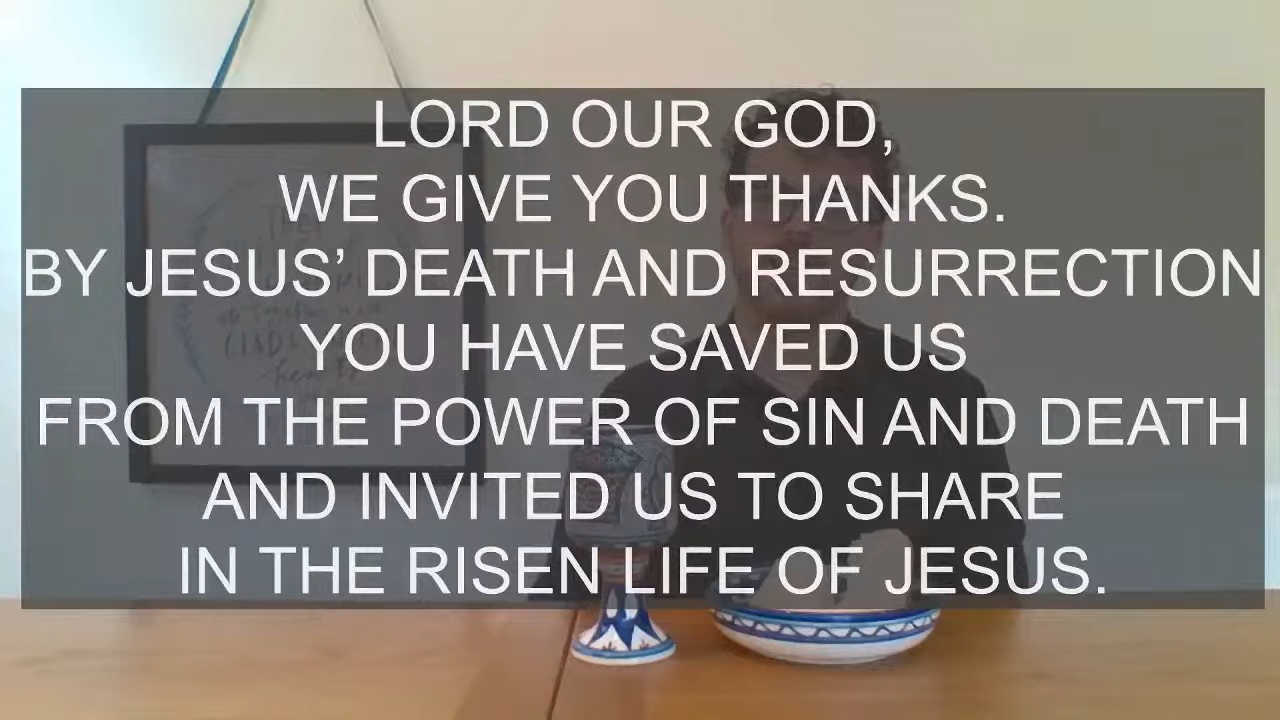 LORD OUR GOD,
WE GIVE YOU THANKS.
BY JESUS’ DEATH AND RESURRECTION
YOU HAVE SAVED US
FROM THE POWER OF SIN AND DEATH
AND INVITED US TO SHARE
IN THE RISEN LIFE OF JESUS.